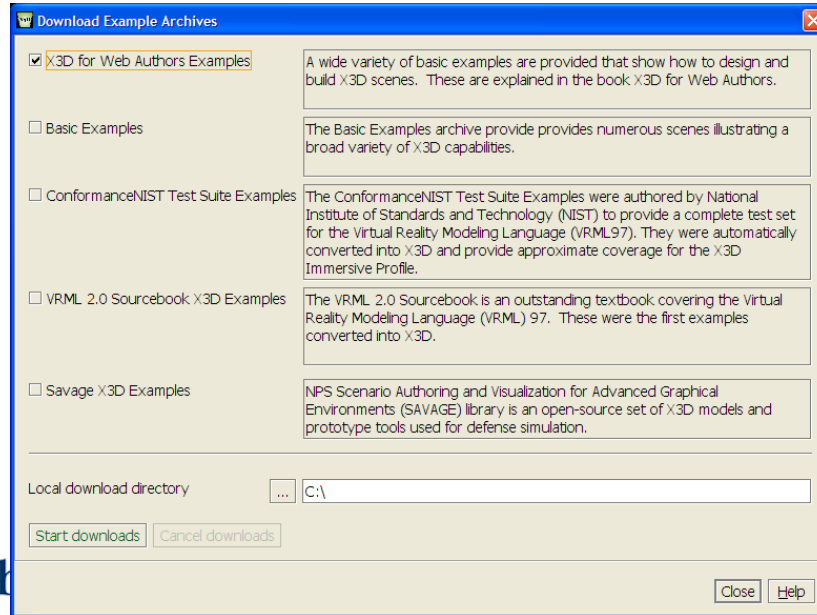 Download Example Archives
X3D for Web Authors Examples
A wide variety of basic examples are provided that show how to design and
build X3D scenes. These are explained in the book X3D for Web Authors.
Basic Examples
The Basic Examples archive provide provides numerous scenes illustrating a
broad variety of X3D capabilities.
ConformanceNIST Test Suite Examples
The ConformanceNIST Test Suite Examples were authored by National
Institute of Standards and Technology (NIST) to provide a complete test set
for the Virtual Reality Modeling Language (VRML97). They were automatically
converted into X3D and provide approximate coverage for the X3D
Immersive Profile.
VRML 2.0 Sourcebook X3D Examples
The VRML 2.0 Sourcebook is an outstanding textbook covering the Virtual
Reality Modeling Language (VRML) 97. These were the first examples
converted into X3D.
Savage X3D Examples
NPS Scenario Authoring and Visualization for Advanced Graphical
Environments (SAVAGE) library is an open-source set of X3D models and
prototype tools used for defense simulation.
Local download directory ... C:\
Start downloads Cancel downloads
Close Help